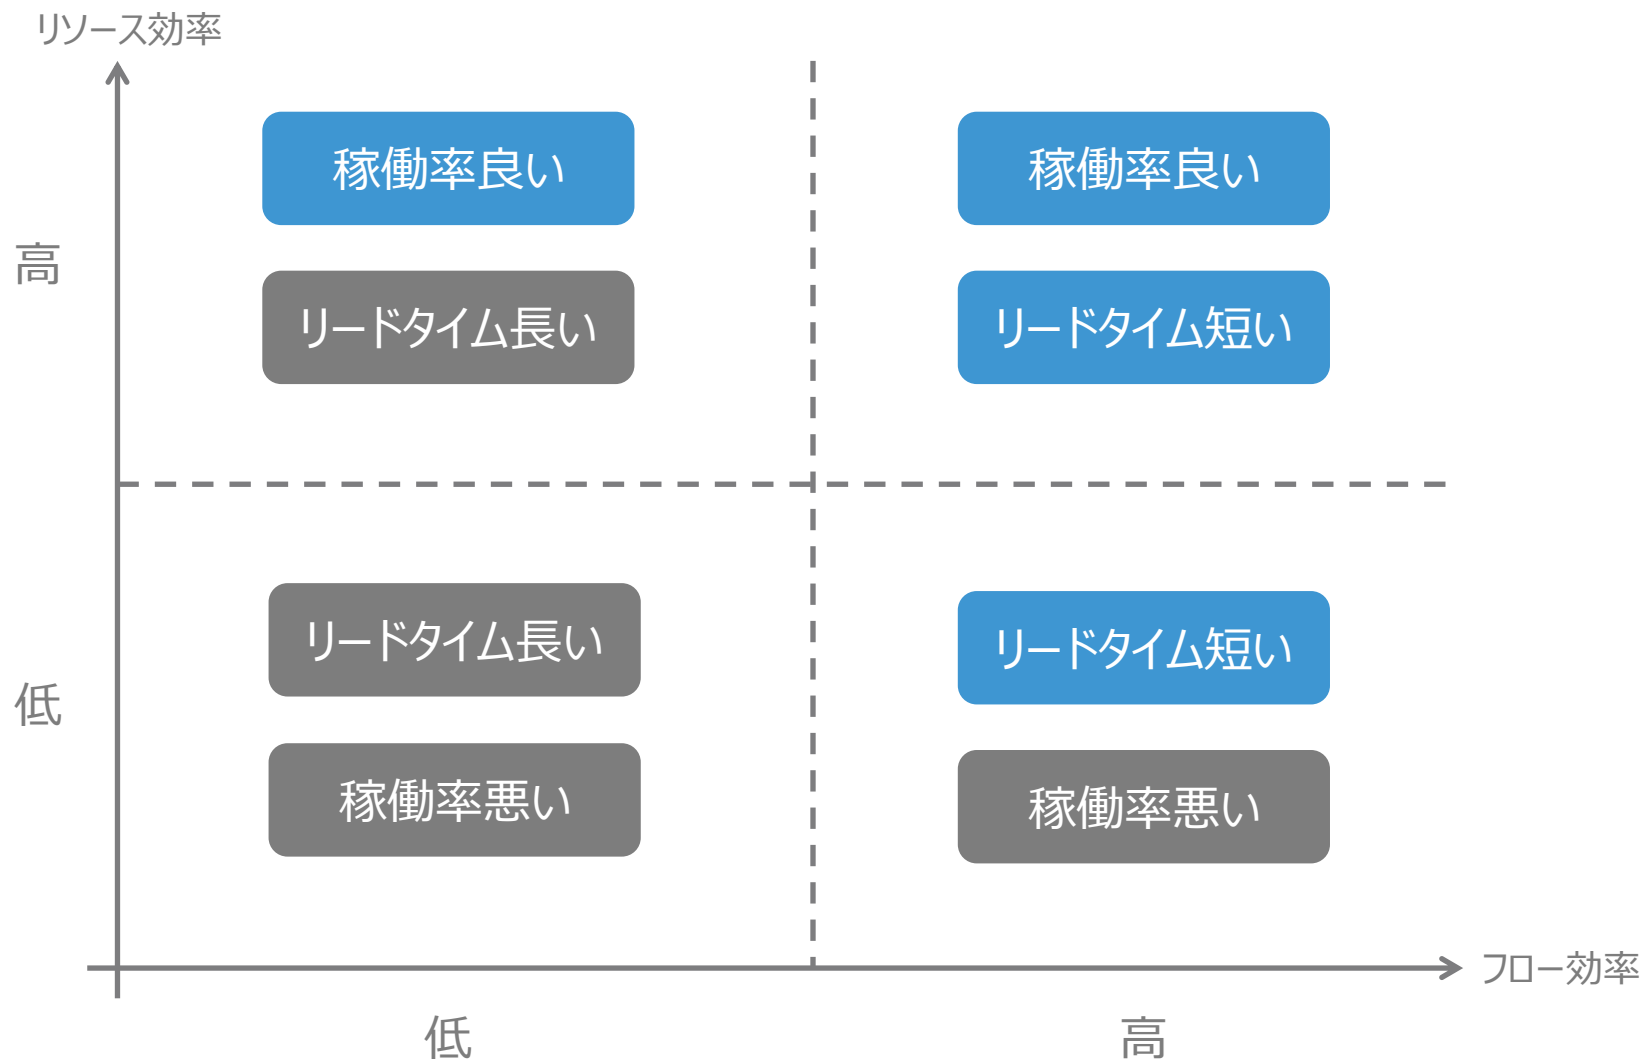 リソース効率
稼働率良い
稼働率良い
高
リードタイム長い
リードタイム短い
リードタイム長い
リードタイム短い
低
稼働率悪い
稼働率悪い
フロー効率
低
高